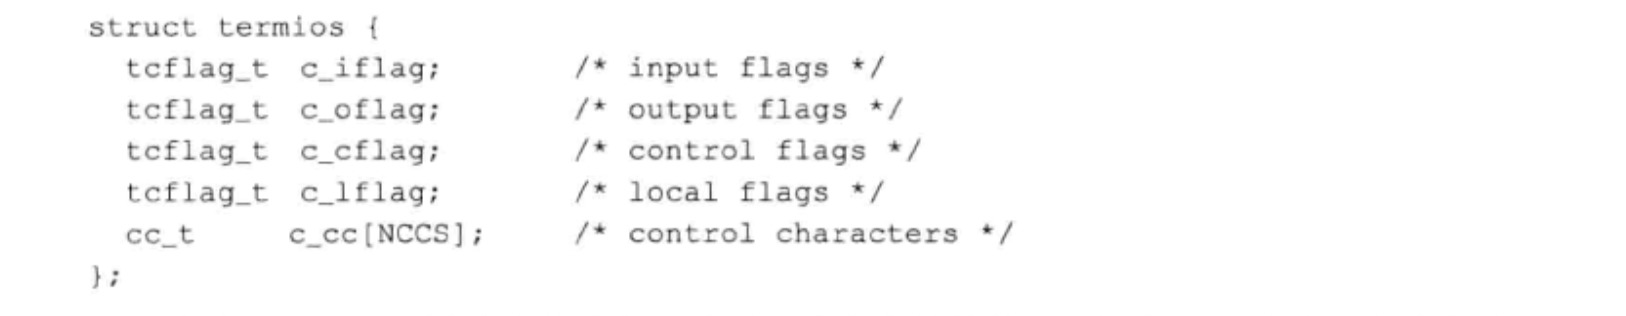 struct termios {
  tcflag_t  c_iflag;       /* input flags */
  tcflag_t  c_oflag;       /* output flags */
  tcflag_t  c_cflag;       /* control flags */
  tcflag_t  c_lflag;       /* local flags */
  cc_t     c_cc[NCCS];     /* control characters */
};